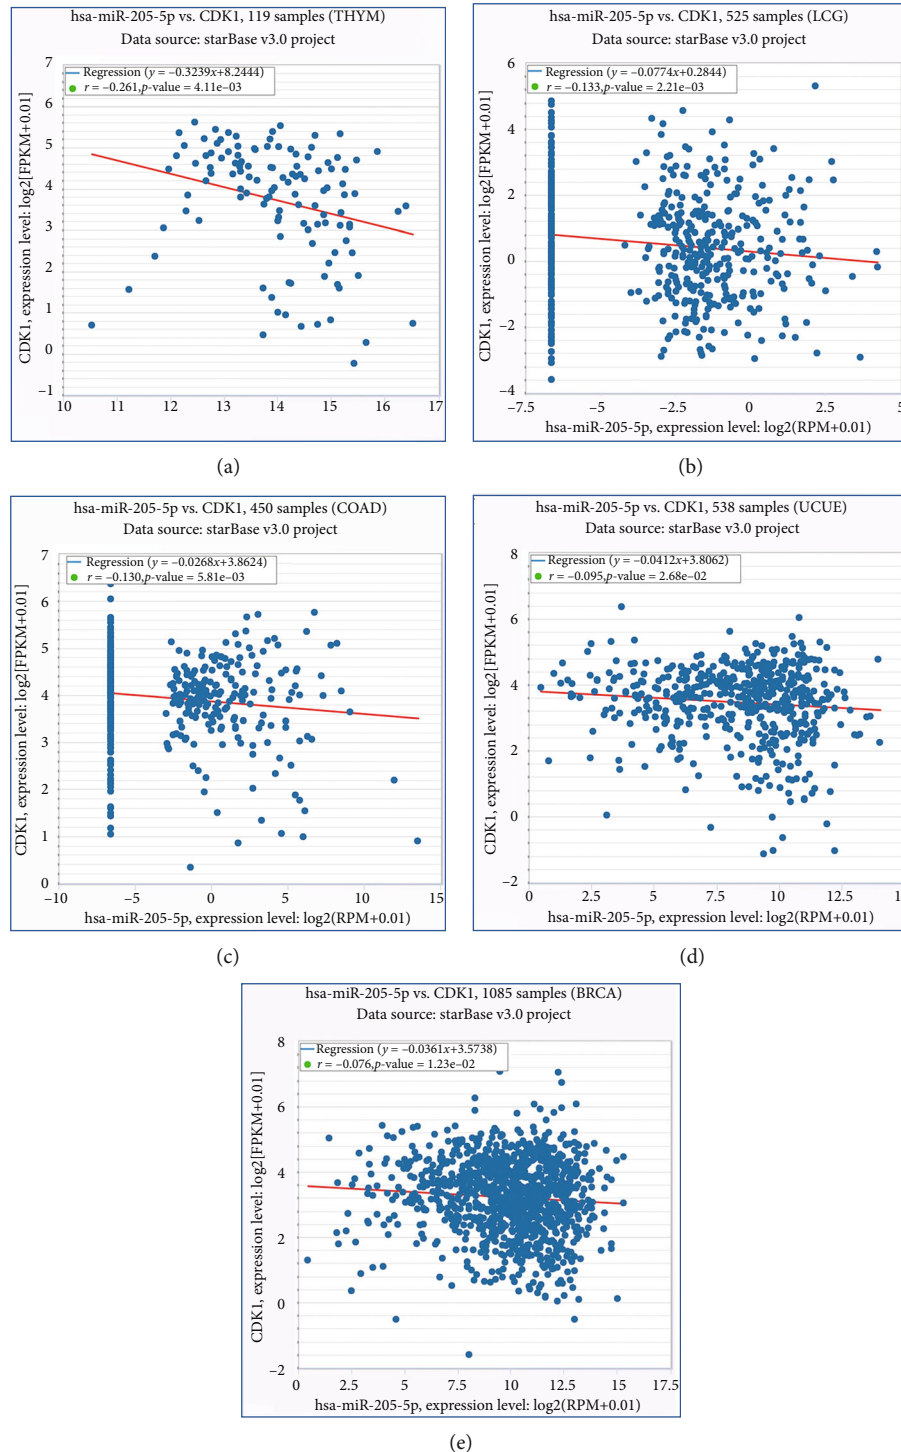 hsa-miR-205-5p vs. CDK1, 119 samples (THYM)
Data source: starBase v3.0 project
Regression (y = −0.3239x+8.2444)
r = −0.261,p-value = 4.11e−03
CDK1, expression level: log2[FPKM+0.01]
7
6
5
4
3
2
1
0
−1
10 11 12 13 14 15 16 17
(a)
hsa-miR-205-5p vs. CDK1, 525 samples (LCG)
Data source: starBase v3.0 project
Regression (y = −0.0774x+0.2844)
r = −0.133,p-value = 2.21e−03
CDK1, expression level: log2[FPKM+0.01]
6
4
2
0
−2
−4
−7.5 −5 −2.5 0 2.5 5
hsa-miR-205-5p, expression level: log2(RPM+0.01)
(b)
hsa-miR-205-5p vs. CDK1, 450 samples (COAD)
Data source: starBase v3.0 project
Regression (y = −0.0268x+3.8624)
r = −0.130,p-value = 5.81e−03
CDK1, expression level: log2[FPKM+0.01]
7
6
5
4
3
2
1
0
−10 −5 0 5 10 15
hsa-miR-205-5p, expression level: log2(RPM+0.01)
(c)
hsa-miR-205-5p vs. CDK1, 538 samples (UCUE)
Data source: starBase v3.0 project
Regression (y = −0.0412x+3.8062)
r = −0.095,p-value = 2.68e−02
CDK1, expression level: log2[FPKM+0.01]
8
6
4
2
0
−2
0 2.5 5 7.5 10 12.5
hsa-miR-205-5p, expression level: log2(RPM+0.01)
(d)
hsa-miR-205-5p vs. CDK1, 1085 samples (BRCA)
Data source: starBase v3.0 project
Regression (y = −0.0361x+3.5738)
r = −0.076,p-value = 1.23e−02
CDK1, expression level: log2[FPKM+0.01]
8
6
4
2
0
−2
0 2.5 5 7.5 10 12.5 15 17.5
hsa-miR-205-5p, expression level: log2(RPM+0.01)
(e)